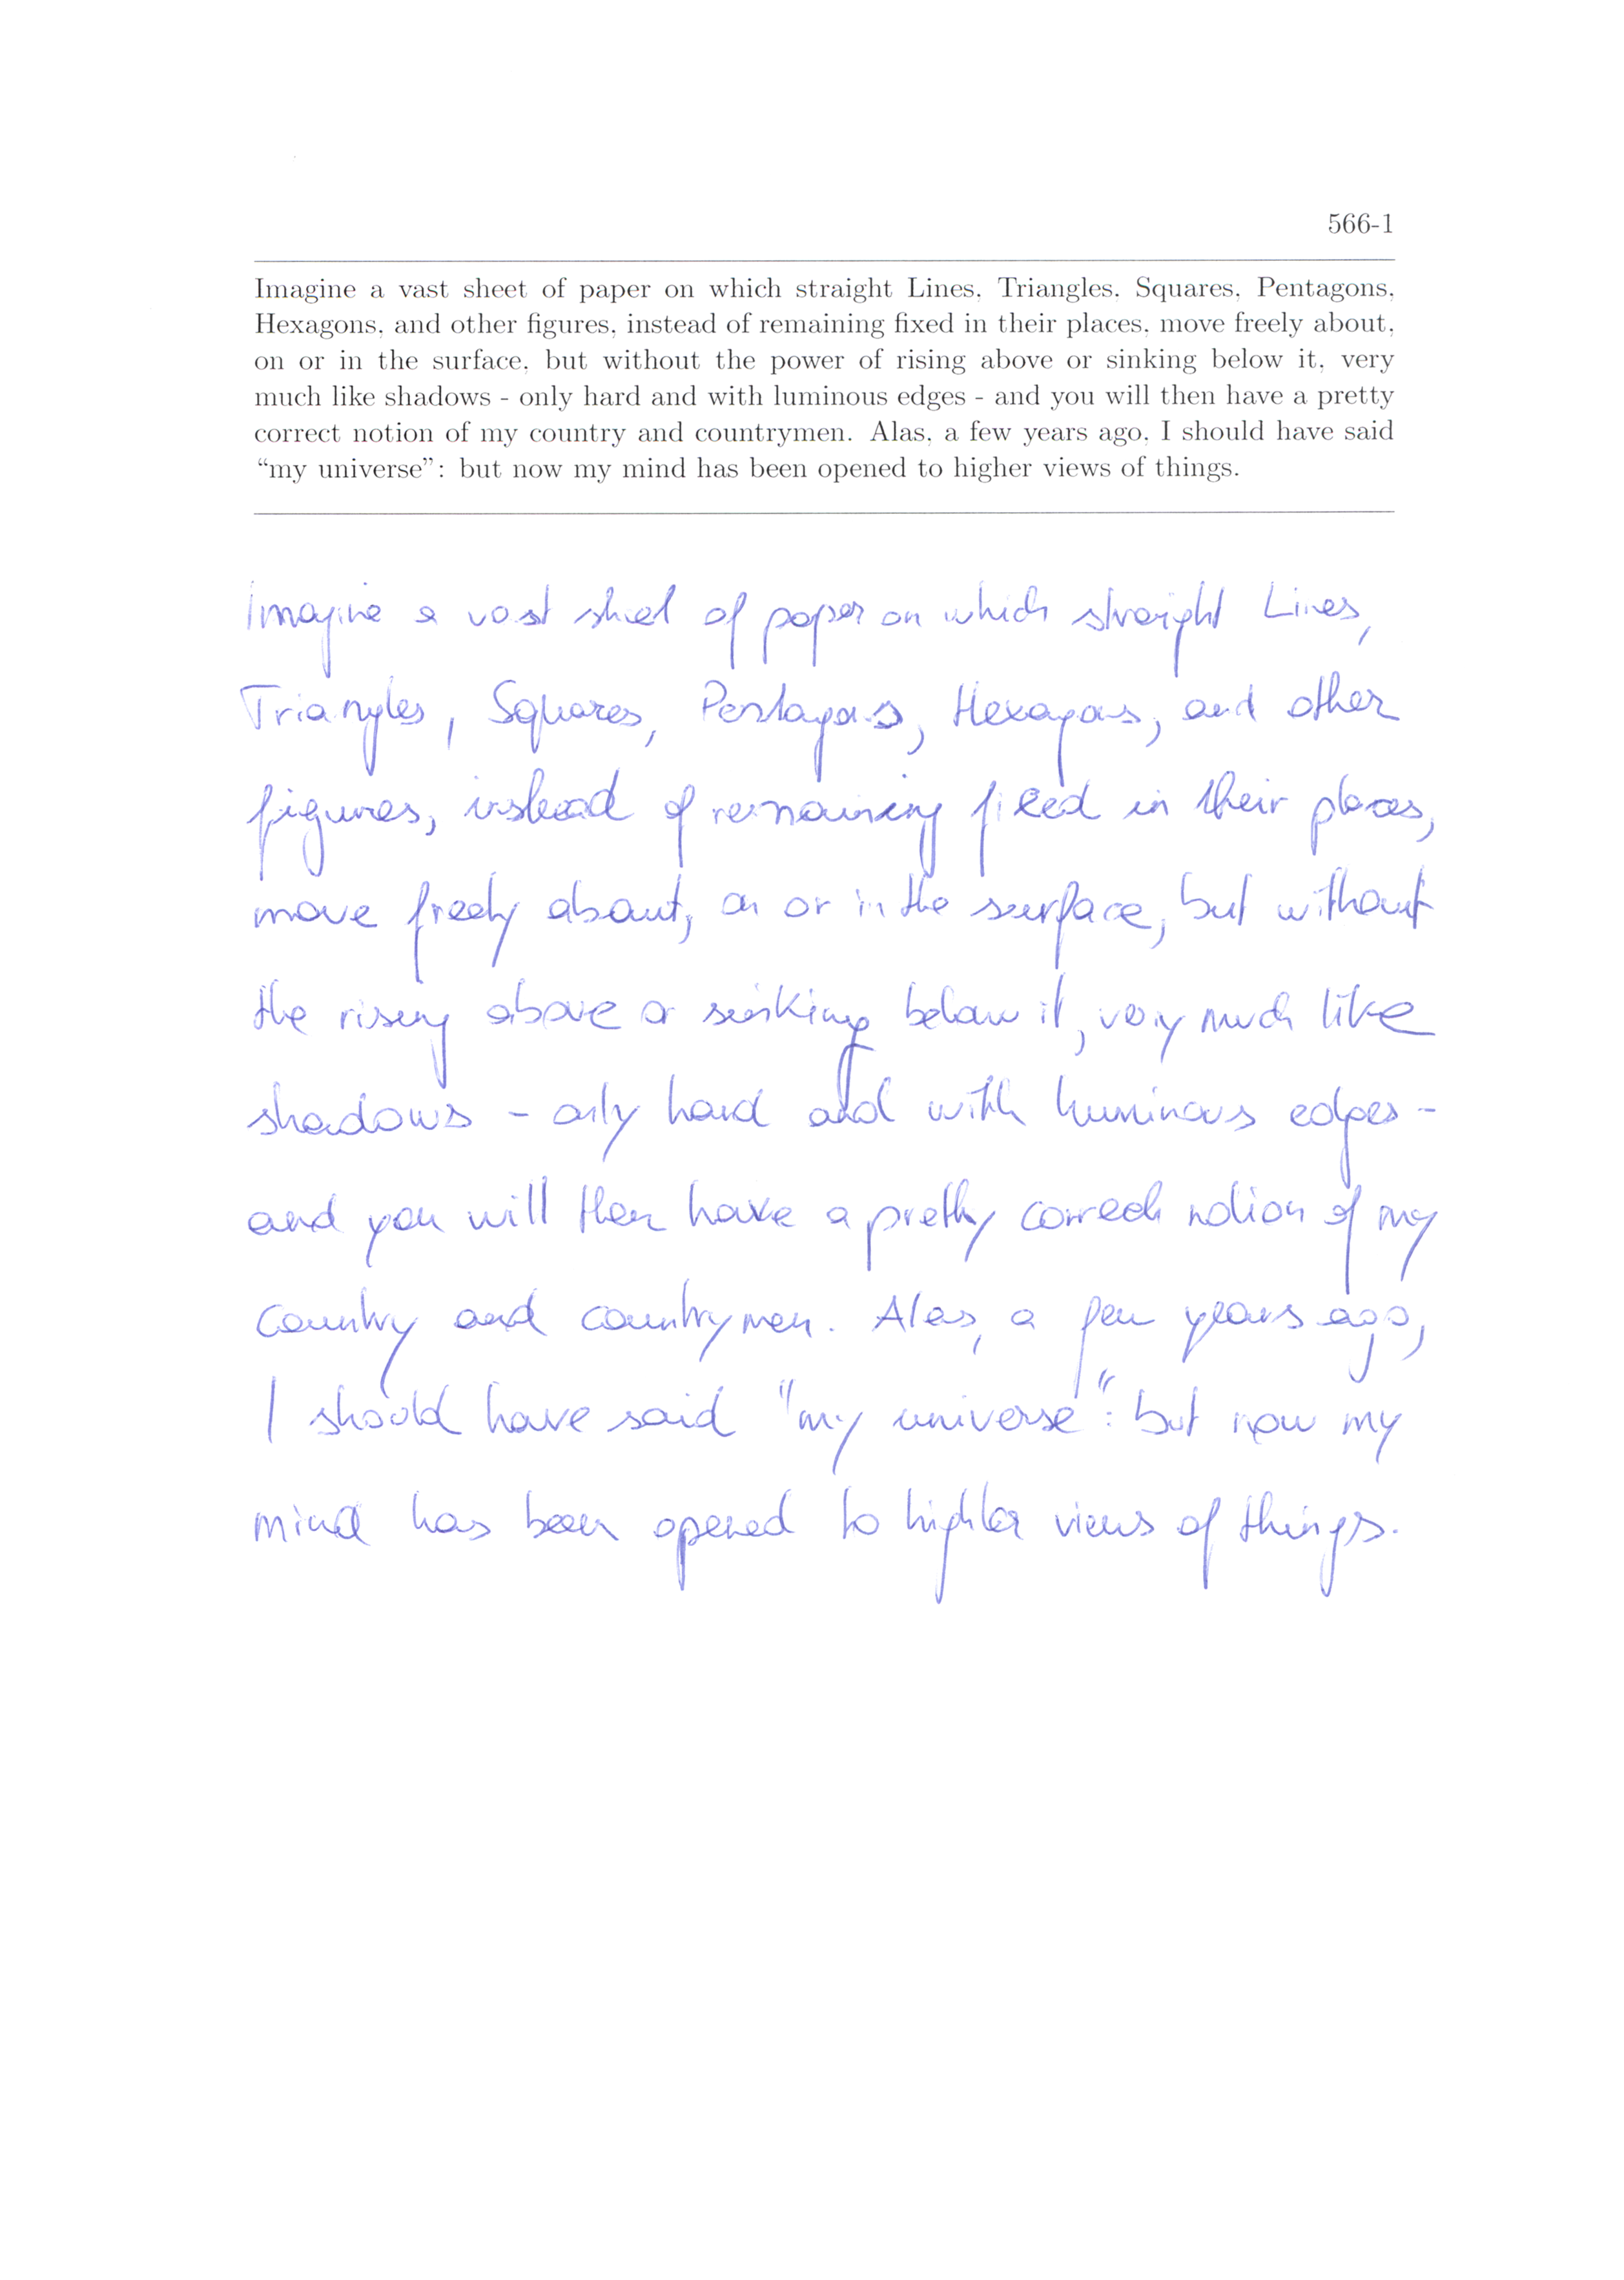 566-1
Imagine a vast sheet of paper on which straight Lines, Triangles, Squares, Pentagons,
Hexagons, and other figures, instead of remaining fixed in their places, move freely about,
on or in the surface, but without the power of rising above or sinking below it, very
much like shadows - only hard and with luminous edges - and you will then have a pretty
correct notion of my country and countrymen. Alas, a few years ago, I should have said
“my universe”: but now my mind has been opened to higher views of things.
Imagine a vast sheet of paper on which straight Lines,
Triangles, Squares, Pentagons, Hexagons, and other
figures, instead of remaining fixed in their places,
move freely about, on or in the surface, but without
the rising above or sinking below it, very much like
shadows - only hard and with luminous edges -
and you will then have a pretty correct notion of my
country and countrymen. Alas, a few years ago,
I should have said "my universe": but now my
mind has been opened to higher views of things.